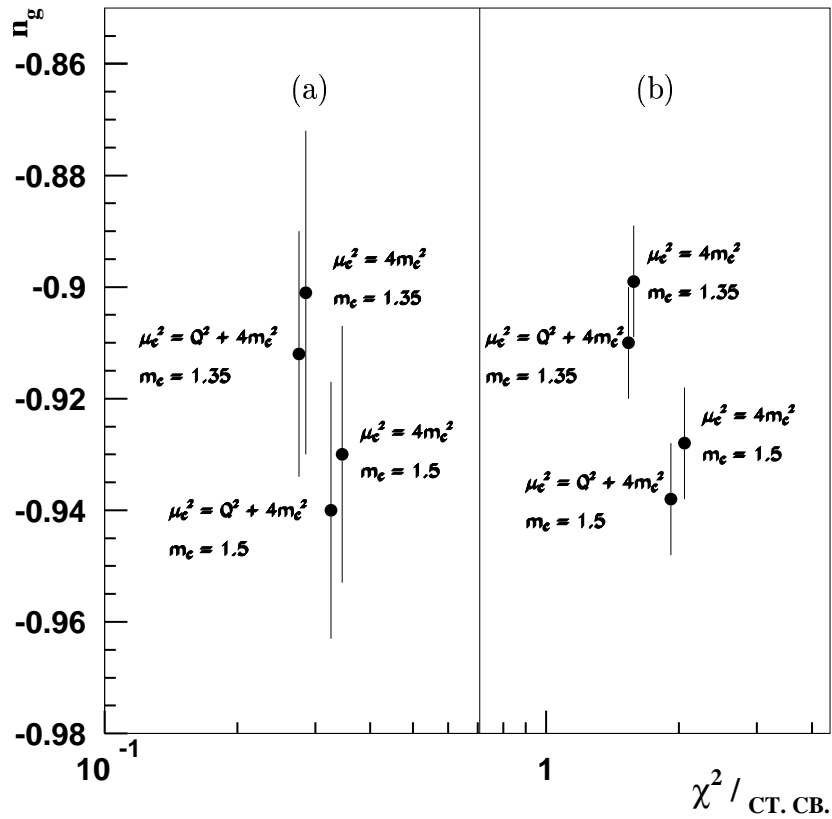 n_g
-0.86
-0.88
-0.9
-0.92
-0.94
-0.96
-0.98
(a)
(b)
μ_c² = 4m_c²
m_c = 1.35
μ_c² = Q² + 4m_c²
m_c = 1.35
μ_c² = 4m_c²
m_c = 1.5
μ_c² = Q² + 4m_c²
m_c = 1.5
μ_c² = 4m_c²
m_c = 1.35
μ_c² = Q² + 4m_c²
m_c = 1.35
μ_c² = 4m_c²
m_c = 1.5
μ_c² = Q² + 4m_c²
m_c = 1.5
10⁻¹
1
χ² / CT. CB.